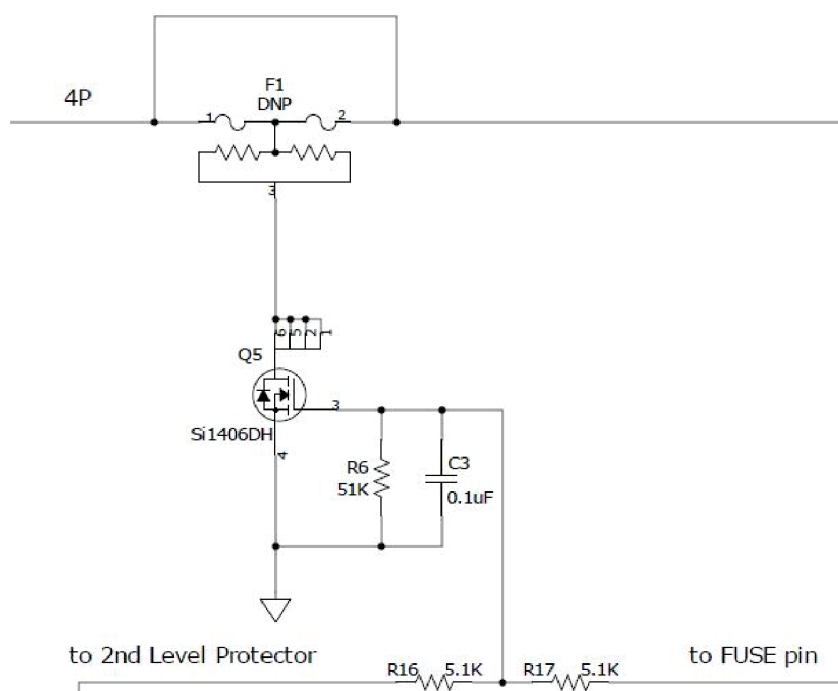 F1
DNP
4P
1
2
3
6
5
2
1
Q5
3
Si1406DH
4
R6
51K
C3
0.1uF
to 2nd Level Protector
R16 5.1K
R17 5.1K
to FUSE pin